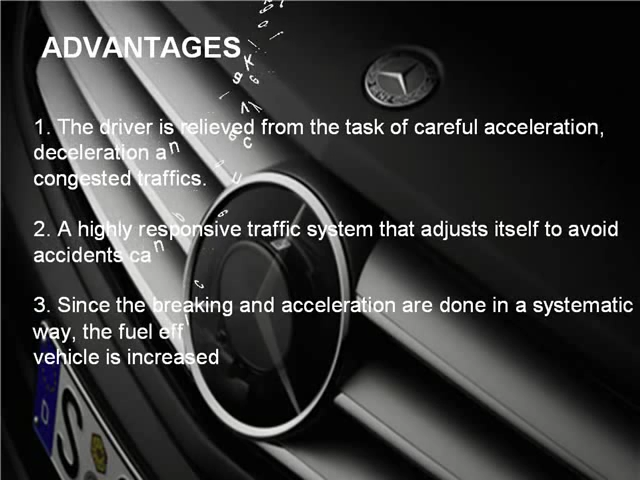 ADVANTAGES
1. The driver is relieved from the task of careful acceleration,
deceleration an
congested traffics.
2. A highly responsive traffic system that adjusts itself to avoid
accidents can
3. Since the breaking and acceleration are done in a systematic
way, the fuel eff
vehicle is increased
D
S